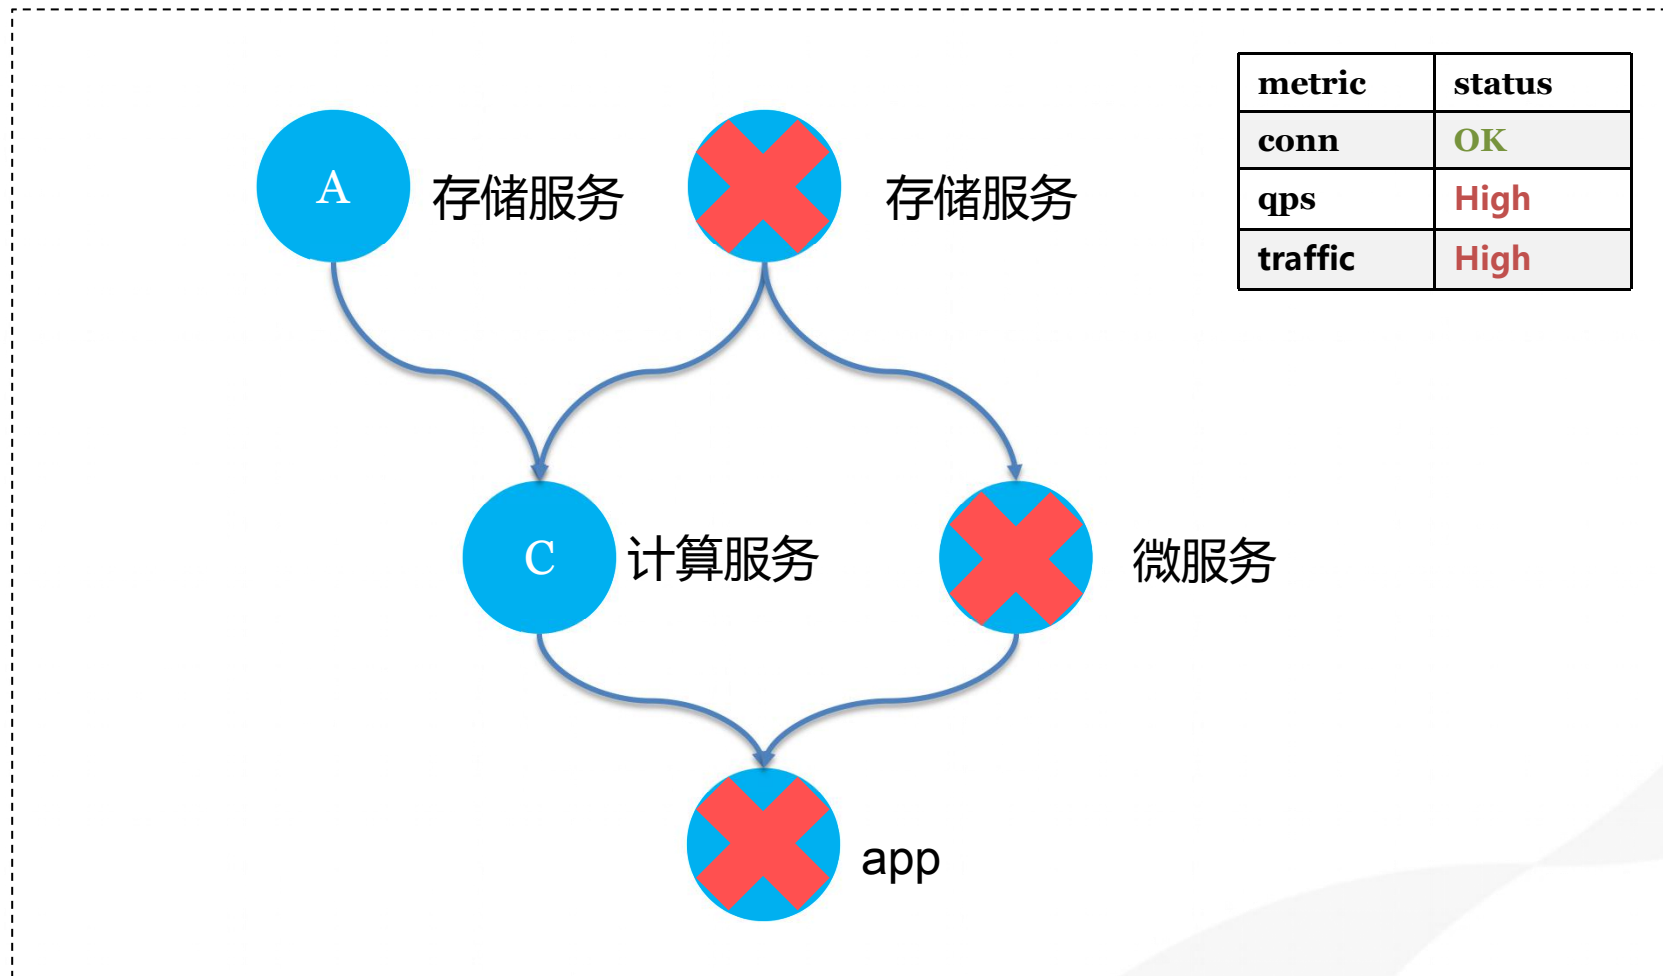 metric status
conn OK
qps High
traffic High
A 存储服务 存储服务
C 计算服务 微服务
app